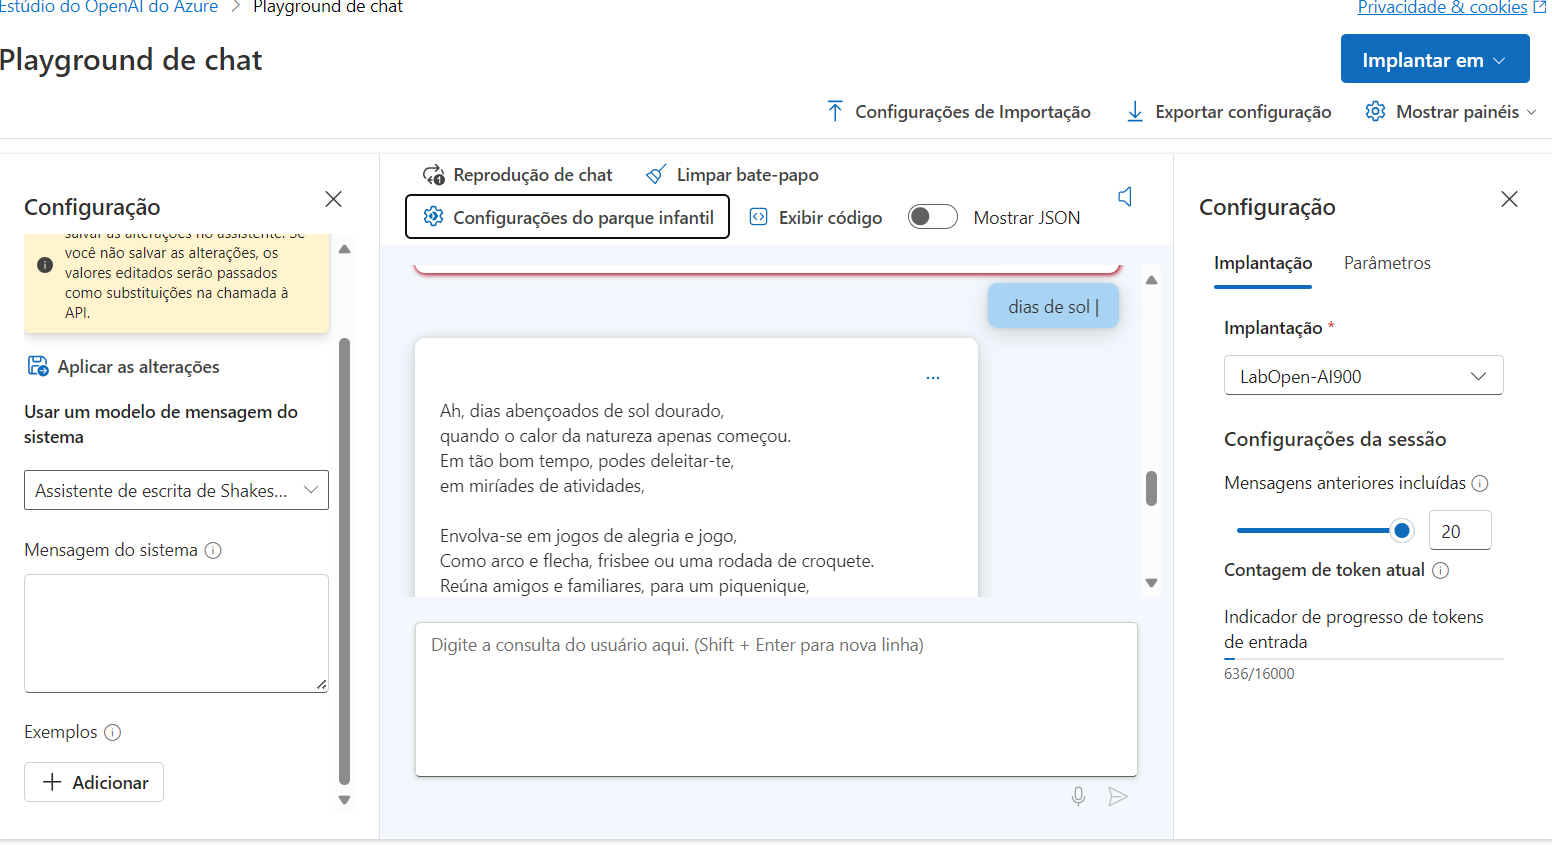 Estúdio do OpenAI do Azure > Playground de chat
Privacidade & cookies
Playground de chat
Implantar em
Configurações de Importação
Exportar configuração
Mostrar painéis
Configuração
salvar as alterações no assistente. Se
você não salvar as alterações, os
valores editados serão passados
como substituições na chamada à
API.
Aplicar as alterações
Usar um modelo de mensagem do
sistema
Assistente de escrita de Shakes...
Mensagem do sistema
Exemplos
Adicionar
Reprodução de chat
Limpar bate-papo
Configurações do parque infantil
Exibir código
Mostrar JSON
dias de sol |
Ah, dias abençoados de sol dourado,
quando o calor da natureza apenas começou.
Em tão bom tempo, podes deleitar-te,
em miríades de atividades,
Envolva-se em jogos de alegria e jogo,
Como arco e flecha, frisbee ou uma rodada de croquete.
Reúna amigos e familiares, para um piquenique,
Digite a consulta do usuário aqui. (Shift + Enter para nova linha)
Configuração
Implantação
Parâmetros
Implantação *
LabOpen-AI900
Configurações da sessão
Mensagens anteriores incluídas
20
Contagem de token atual
Indicador de progresso de tokens
de entrada
636/16000